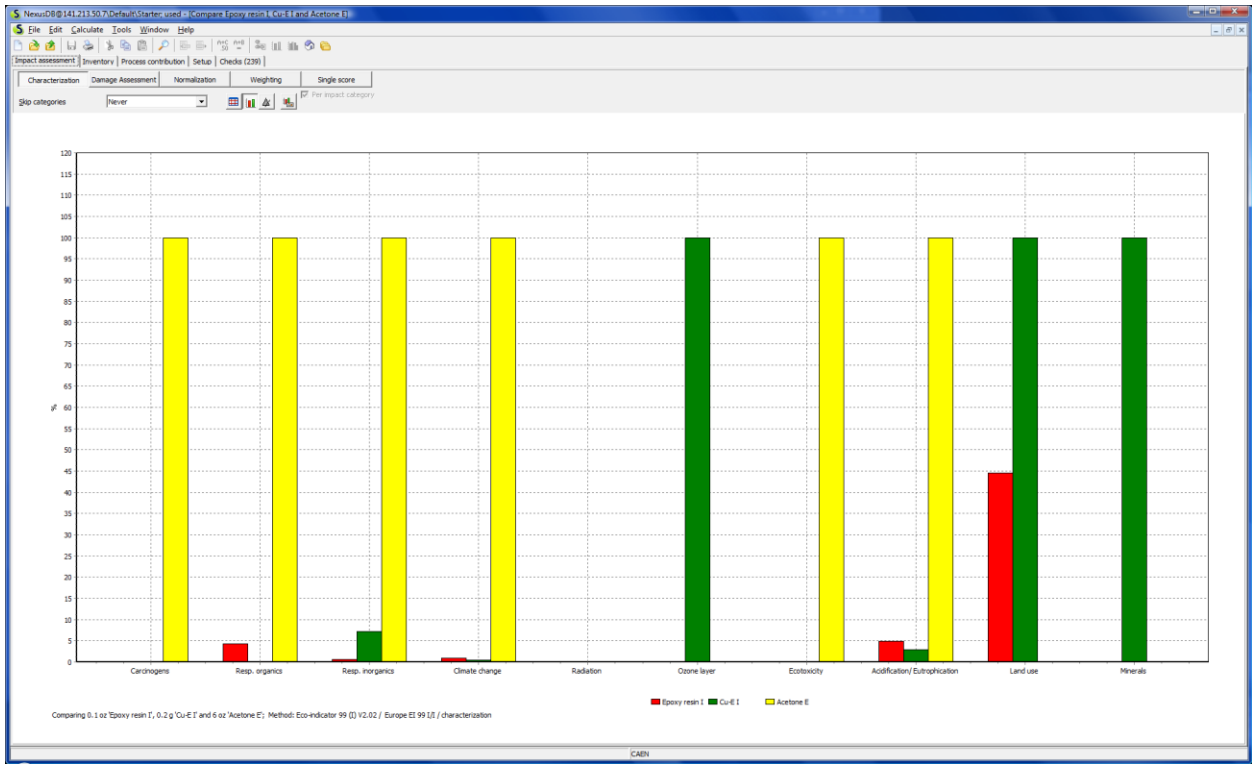 NexusDB@141.213.50.7\Default\Starter; used - [Compare Epoxy resin I, Cu-E I and Acetone E]
File Edit Calculate Tools Window Help
Impact assessment Inventory Process contribution Setup Checks (239)
Characterization Damage Assessment Normalization Weighting Single score
Skip categories Never Per impact category
120
115
110
105
100
95
90
85
80
75
70
65
% 60
55
50
45
40
35
30
25
20
15
10
5
0
Carcinogens Resp. organics Resp. inorganics Climate change Radiation Ozone layer Ecotoxicity Acidification/ Eutrophication Land use Minerals
Epoxy resin I Cu-E I Acetone E
Comparing 0.1 oz 'Epoxy resin I', 0.2 g 'Cu-E I' and 6 oz 'Acetone E'; Method: Eco-indicator 99 (I) V2.02 / Europe EI 99 I/I / characterization
CAEN